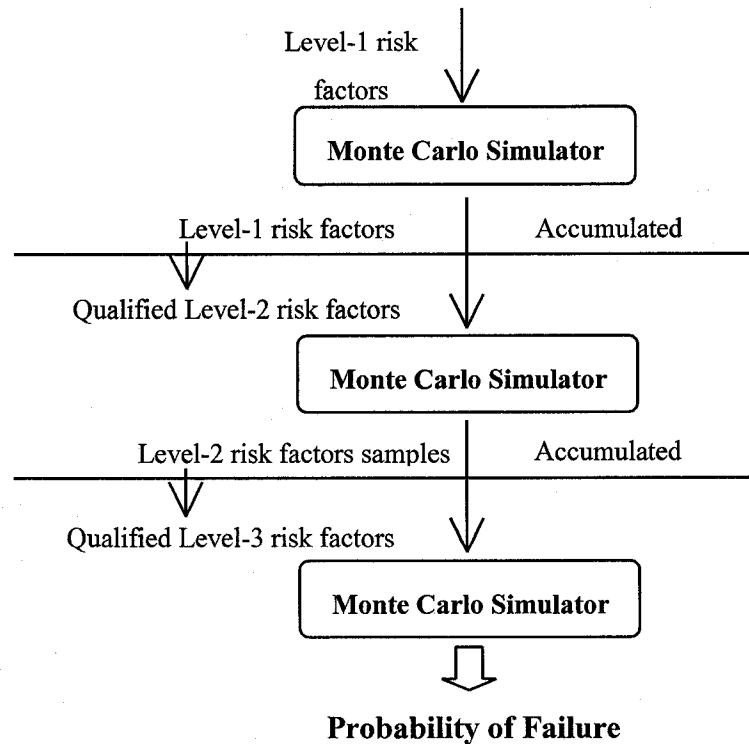 Level-1 risk
factors
Monte Carlo Simulator
Level-1 risk factors Accumulated
Qualified Level-2 risk factors
Monte Carlo Simulator
Level-2 risk factors samples Accumulated
Qualified Level-3 risk factors
Monte Carlo Simulator
Probability of Failure